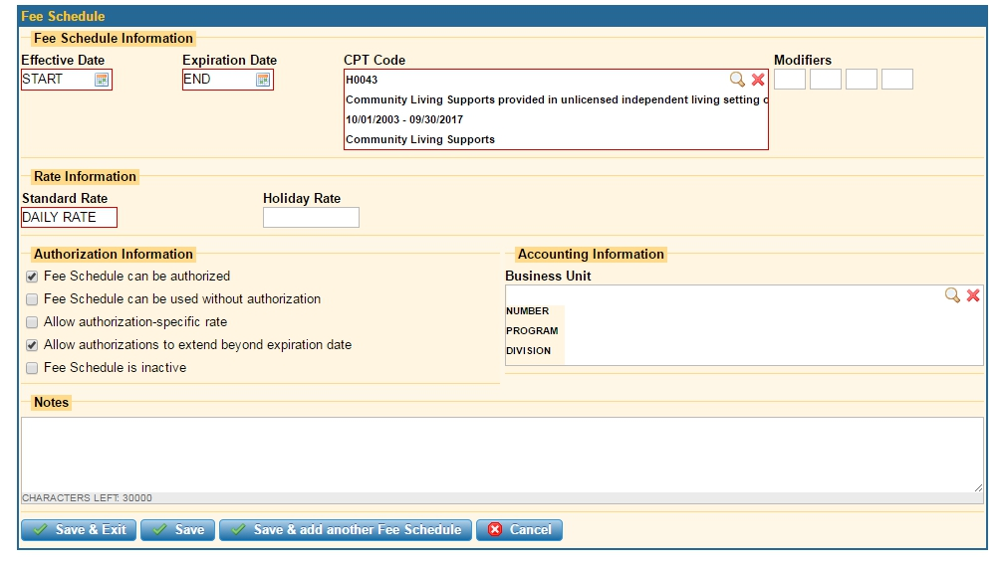 Fee Schedule
Fee Schedule Information
Effective Date Expiration Date CPT Code Modifiers
START END H0043
Community Living Supports provided in unlicensed independent living setting
10/01/2003 - 09/30/2017
Community Living Supports
Rate Information
Standard Rate Holiday Rate
DAILY RATE
Authorization Information Accounting Information
Fee Schedule can be authorized Business Unit
Fee Schedule can be used without authorization
Allow authorization-specific rate NUMBER
Allow authorizations to extend beyond expiration date PROGRAM
Fee Schedule is inactive DIVISION
Notes
CHARACTERS LEFT: 30000
Save & Exit Save Save & add another Fee Schedule Cancel